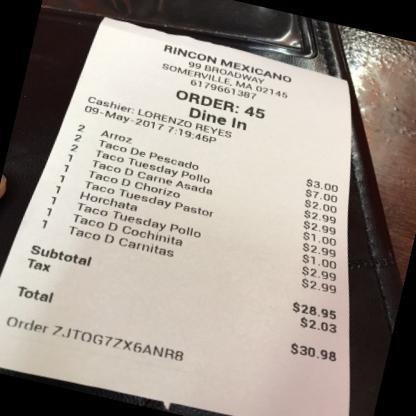 RINCON MEXICANO
99 BROADWAY
SOMERVILLE, MA 02145
6179661387
ORDER: 45
Dine In
Cashier: LORENZO REYES
09-May-2017 7:19:46P
2 Arroz $3.00
2 Taco De Pescado $7.00
2 Taco Tuesday Pollo $2.00
1 Taco D Carne Asada $2.99
1 Taco D Chorizo $2.99
1 Taco Tuesday Pastor $1.00
1 Horchata $2.99
1 Taco Tuesday Pollo $1.00
1 Taco D Cochinita $2.99
1 Taco D Carnitas $2.99
Subtotal $28.95
Tax $2.03
Total $30.98
Order ZJTOG7ZX6ANR8